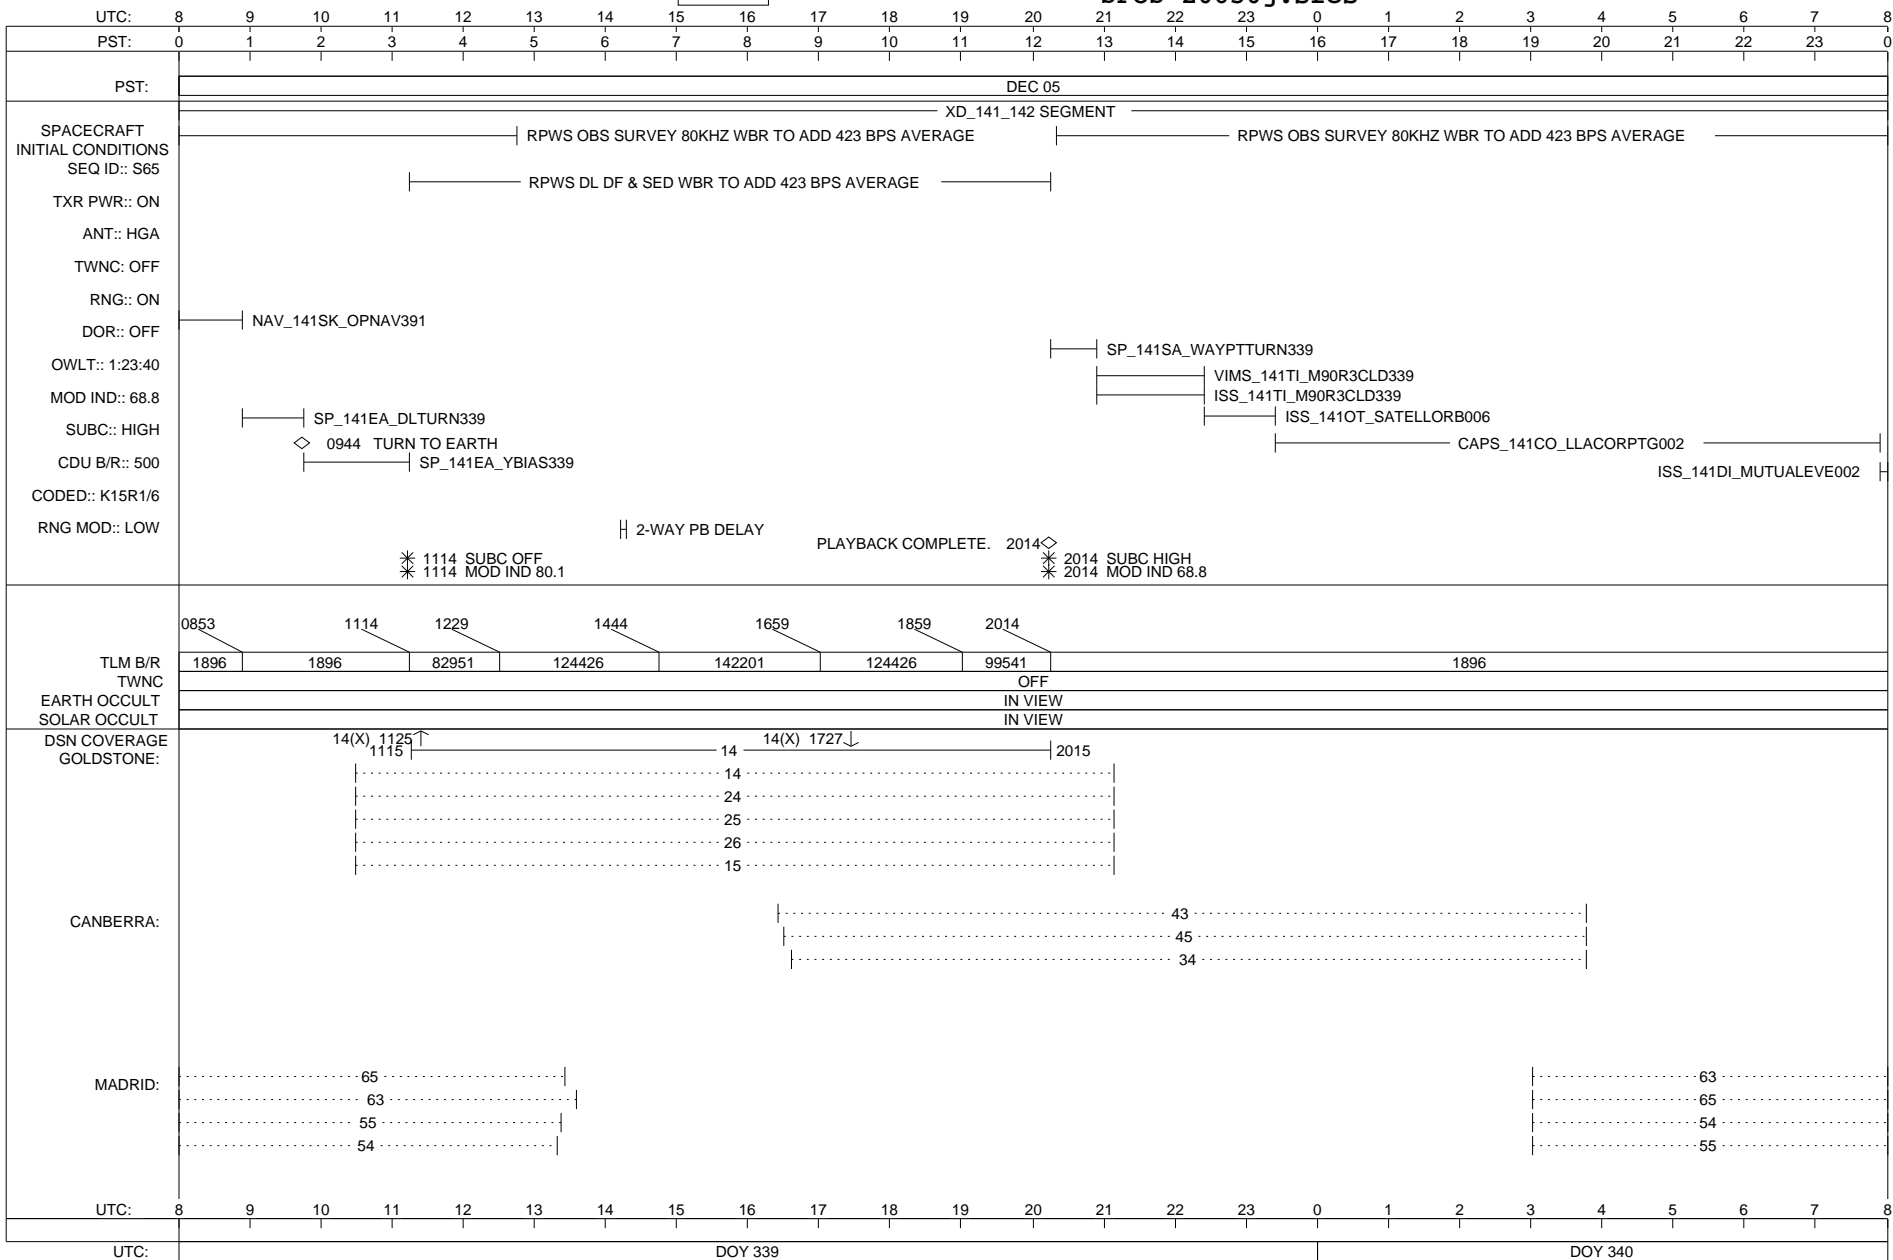 UTC: 8 9 10 11 12 13 14 15 16 17 18 19 20 21 22 23 0 1 2 3 4 5 6 7 8
PST: 0 1 2 3 4 5 6 7 8 9 10 11 12 13 14 15 16 17 18 19 20 21 22 23 0
PST: DEC 05
XD_141_142 SEGMENT
SPACECRAFT
INITIAL CONDITIONS
RPWS OBS SURVEY 80KHZ WBR TO ADD 423 BPS AVERAGE RPWS OBS SURVEY 80KHZ WBR TO ADD 423 BPS AVERAGE
SEQ ID:: S65
RPWS DL DF & SED WBR TO ADD 423 BPS AVERAGE
TXR PWR:: ON
ANT:: HGA
TWNC: OFF
RNG:: ON
NAV_141SK_OPNAV391
DOR:: OFF
SP_141SA_WAYPTTURN339
OWLT:: 1:23:40
VIMS_141TI_M90R3CLD339
ISS_141TI_M90R3CLD339
MOD IND:: 68.8
SP_141EA_DLTURN339 ISS_141OT_SATELLORB006
SUBC:: HIGH
0944 TURN TO EARTH CAPS_141CO_LLACORPTG002
CDU B/R:: 500 SP_141EA_YBIAS339
ISS_141DI_MUTUALEVE002
CODED:: K15R1/6
RNG MOD:: LOW 2-WAY PB DELAY
PLAYBACK COMPLETE. 2014
1114 SUBC OFF 2014 SUBC HIGH
1114 MOD IND 80.1 2014 MOD IND 68.8
0853 1114 1229 1444 1659 1859 2014
TLM B/R 1896 1896 82951 124426 142201 124426 99541 1896
TWNC OFF
EARTH OCCULT IN VIEW
SOLAR OCCULT IN VIEW
DSN COVERAGE 14(X) 1125 14(X) 1727
GOLDSTONE: 1115 14 2015
14
24
25
26
15
CANBERRA: 43
45
34
MADRID: 65 63
63 65
55 54
54 55
UTC: 8 9 10 11 12 13 14 15 16 17 18 19 20 21 22 23 0 1 2 3 4 5 6 7 8
UTC: DOY 339 DOY 340